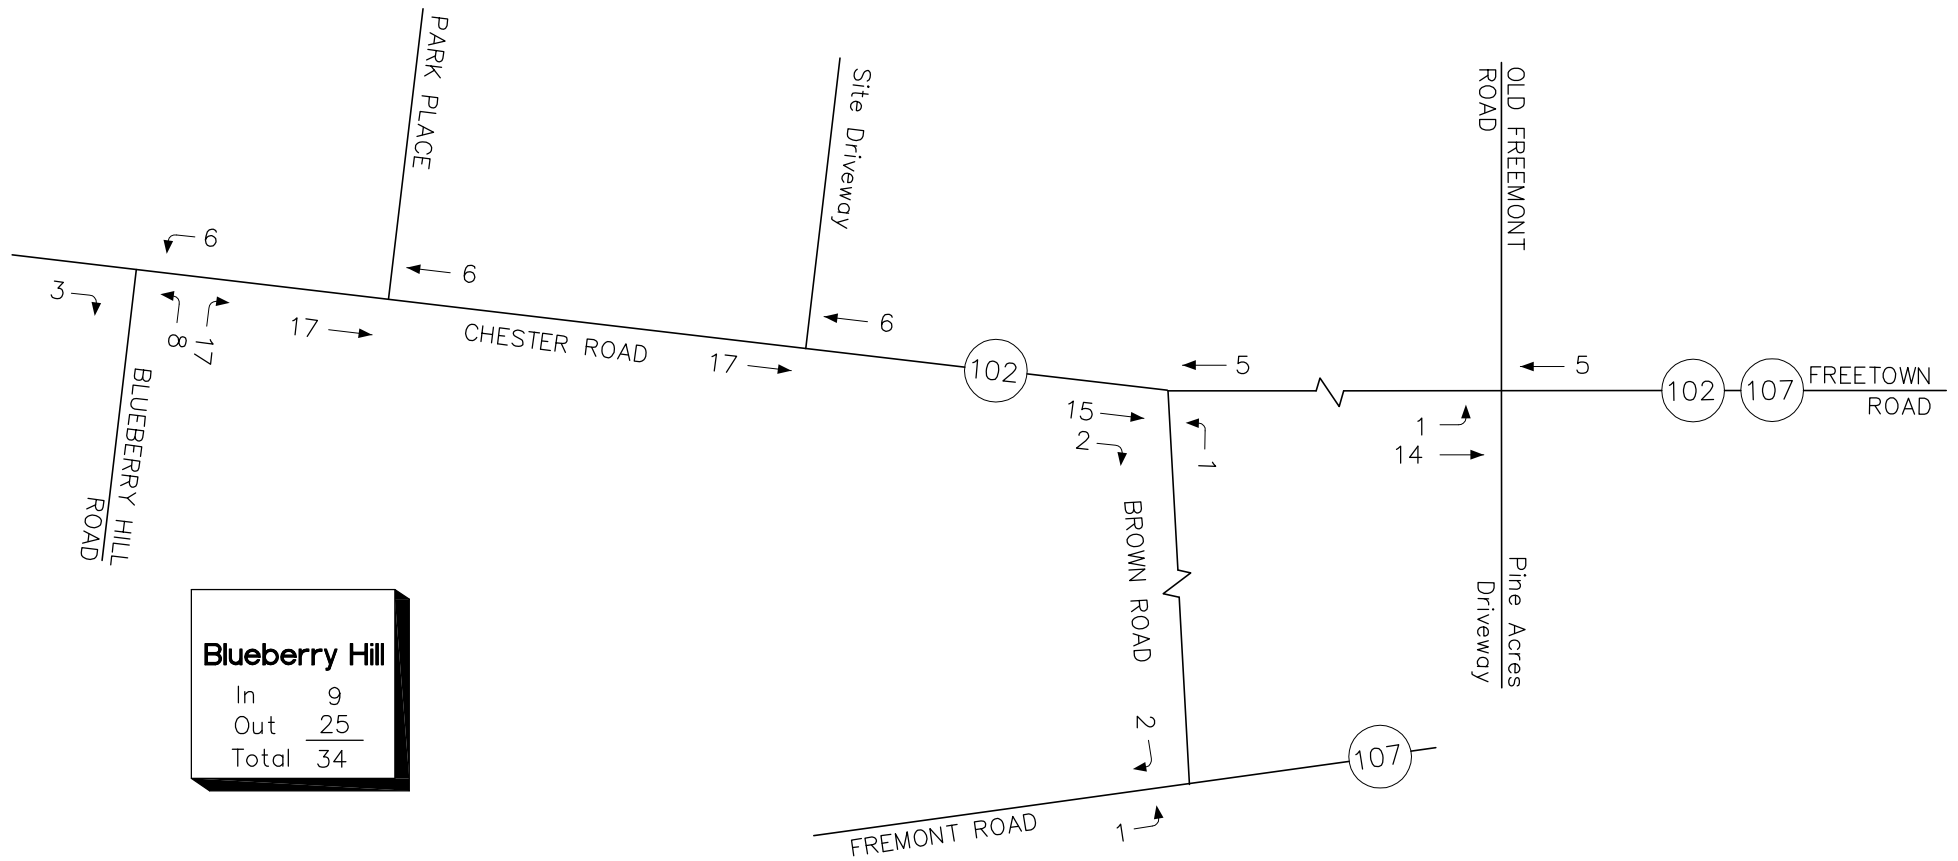 PARK PLACE
Site Driveway
OLD FREEMONT
ROAD
6
3
8
17
6
17
CHESTER ROAD
6
17
102
5
15
2
1
5
1
14
102
107
FREETOWN
ROAD
BLUEBERRY HILL
ROAD
BROWN ROAD
Pine Acres
Driveway
Blueberry Hill
In 9
Out 25
Total 34
2
1
FREMONT ROAD
107